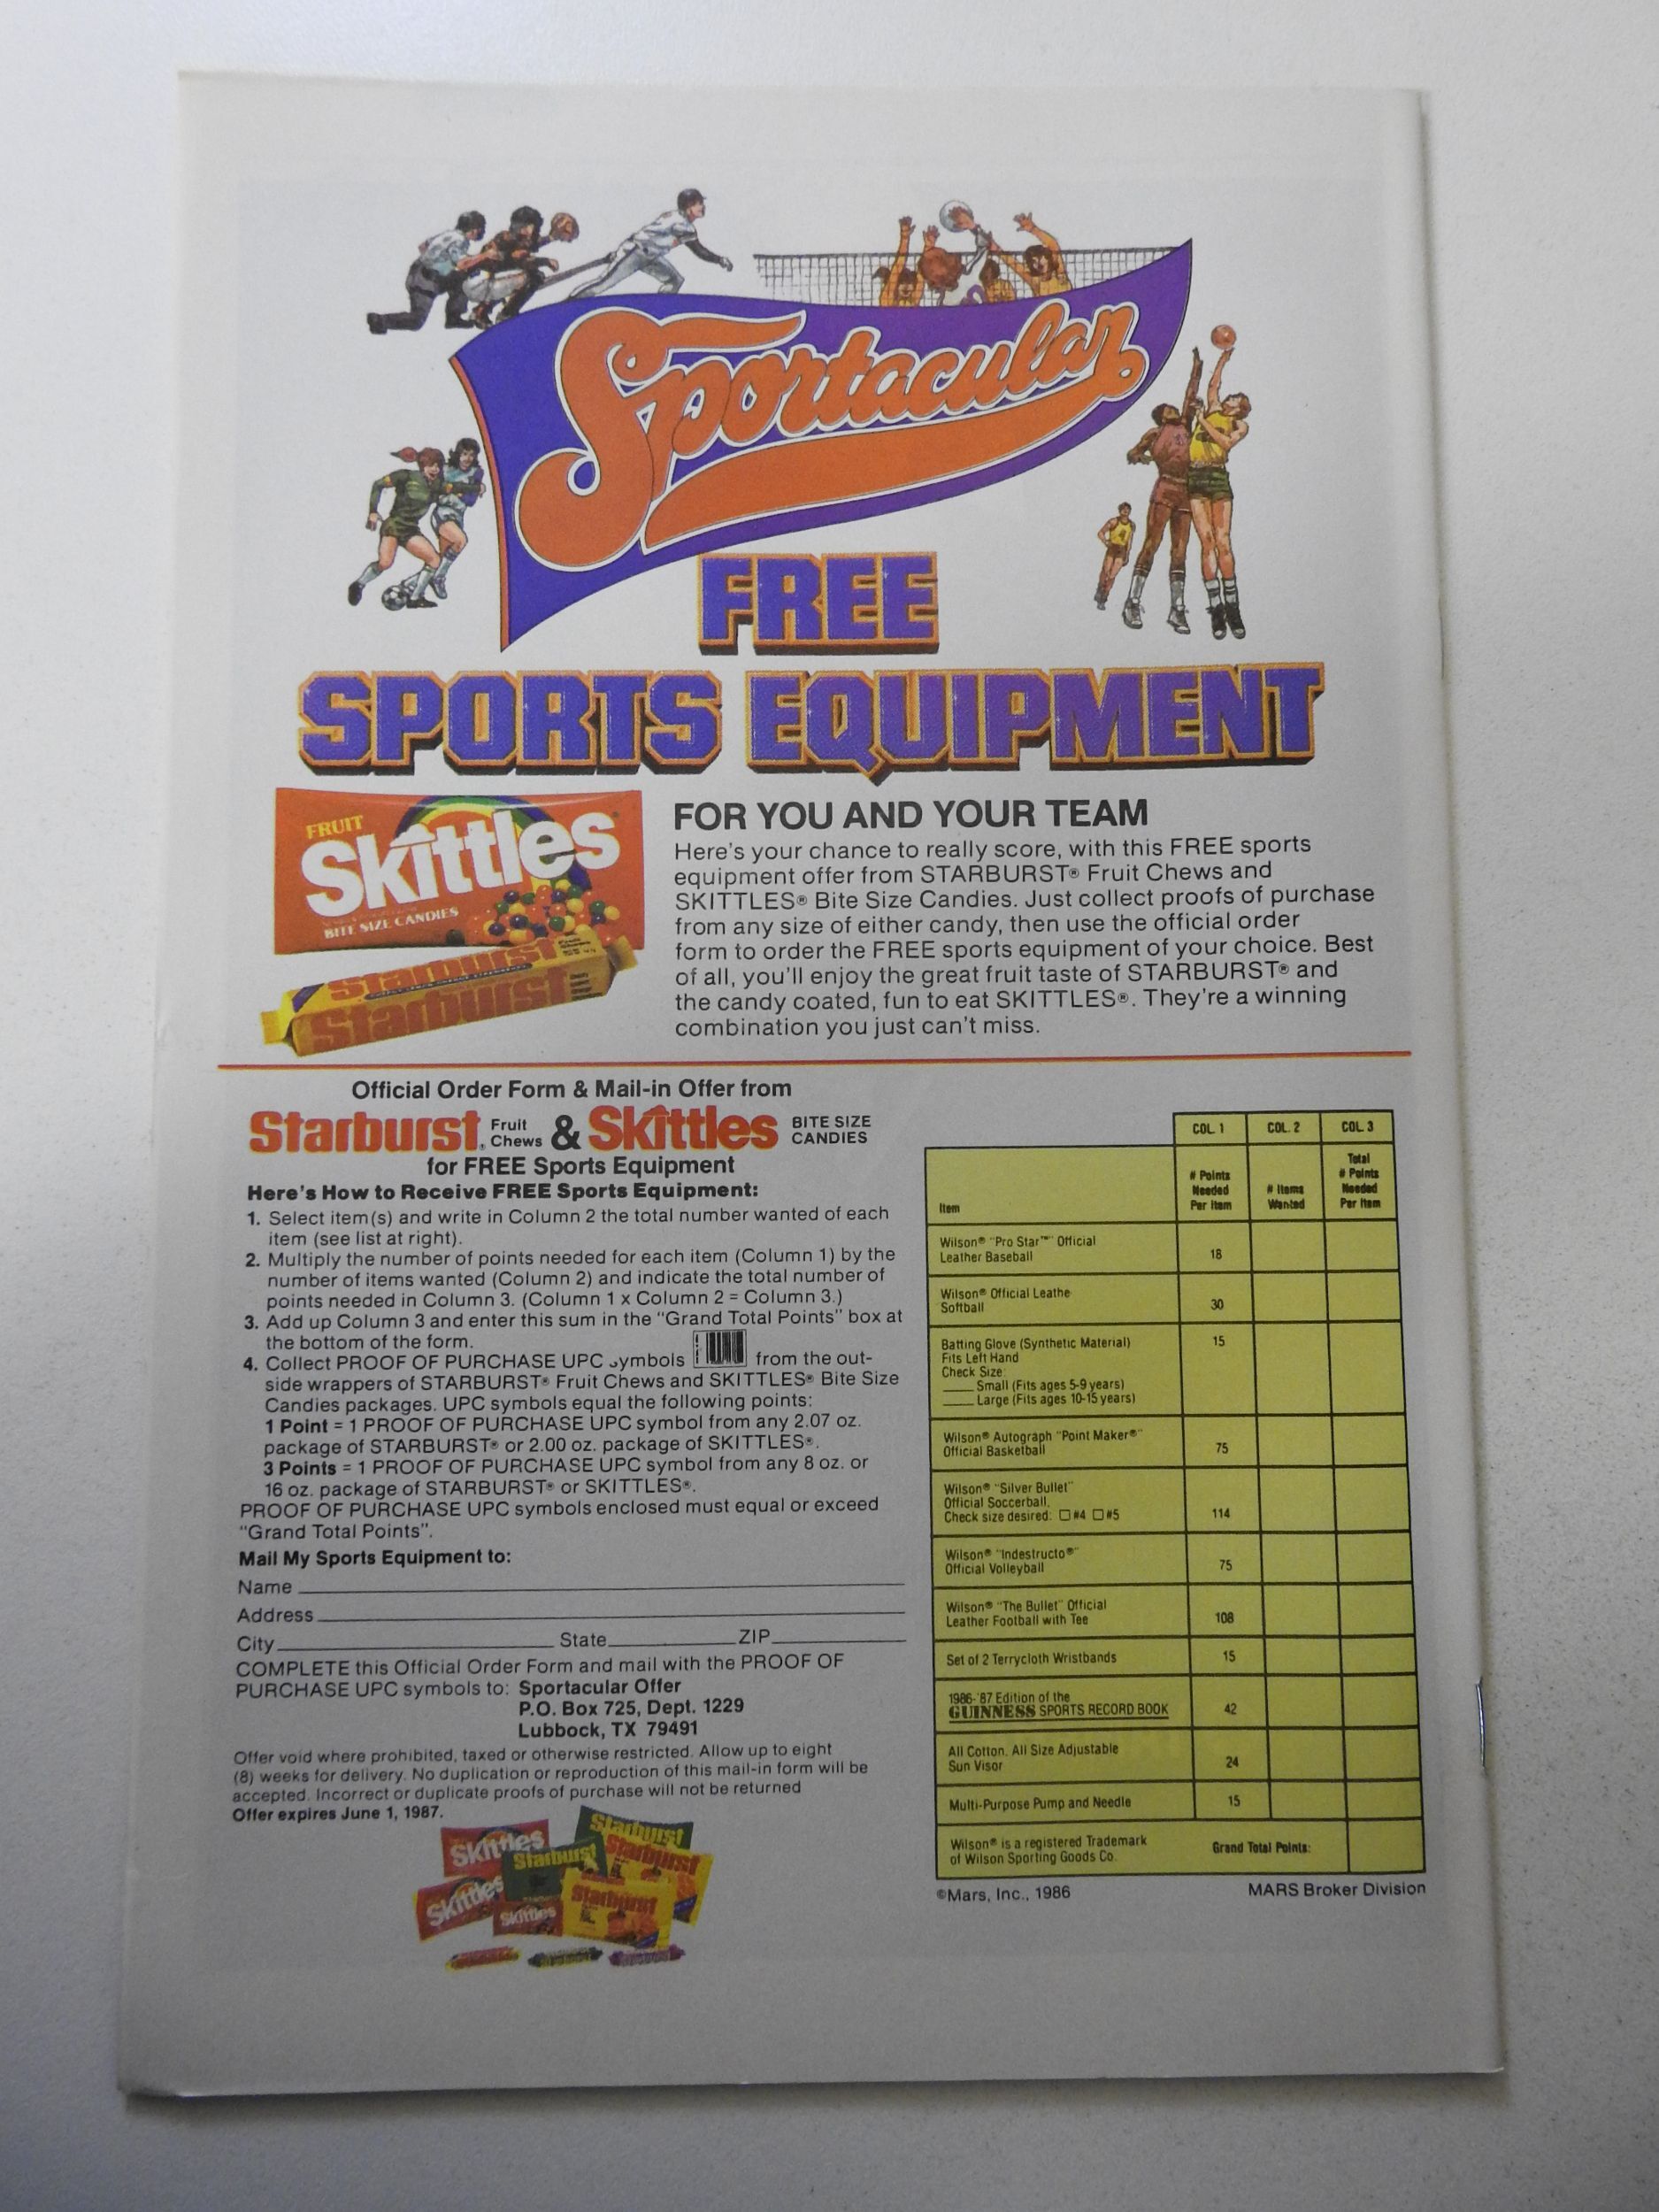 Sportacular
FREE
SPORTS EQUIPMENT
FRUIT
Skittles
BITE SIZE CANDIES
Starburst
Starburst
FOR YOU AND YOUR TEAM
Here's your chance to really score, with this FREE sports
equipment offer from STARBURST® Fruit Chews and
SKITTLES® Bite Size Candies. Just collect proofs of purchase
from any size of either candy, then use the official order
form to order the FREE sports equipment of your choice. Best
of all, you'll enjoy the great fruit taste of STARBURST® and
the candy coated, fun to eat SKITTLES®. They're a winning
combination you just can't miss.
Official Order Form & Mail-in Offer from
Starburst® Fruit Chews & Skittles BITE SIZE CANDIES
for FREE Sports Equipment
Here's How to Receive FREE Sports Equipment:
1. Select item(s) and write in Column 2 the total number wanted of each
item (see list at right).
2. Multiply the number of points needed for each item (Column 1) by the
number of items wanted (Column 2) and indicate the total number of
points needed in Column 3. (Column 1 x Column 2 = Column 3.)
3. Add up Column 3 and enter this sum in the "Grand Total Points" box at
the bottom of the form.
4. Collect PROOF OF PURCHASE UPC symbols from the out-
side wrappers of STARBURST® Fruit Chews and SKITTLES® Bite Size
Candies packages. UPC symbols equal the following points:
1 Point = 1 PROOF OF PURCHASE UPC symbol from any 2.07 oz.
package of STARBURST® or 2.00 oz. package of SKITTLES®.
3 Points = 1 PROOF OF PURCHASE UPC symbol from any 8 oz. or
16 oz. package of STARBURST® or SKITTLES®.
PROOF OF PURCHASE UPC symbols enclosed must equal or exceed
"Grand Total Points".
Mail My Sports Equipment to:
Name
Address
City State ZIP
COMPLETE this Official Order Form and mail with the PROOF OF
PURCHASE UPC symbols to: Sportacular Offer
P.O. Box 725, Dept. 1229
Lubbock, TX 79491
Offer void where prohibited, taxed or otherwise restricted. Allow up to eight
(8) weeks for delivery. No duplication or reproduction of this mail-in form will be
accepted. Incorrect or duplicate proofs of purchase will not be returned
Offer expires June 1, 1987.
Skittles
Starburst
Starburst
Starburst
Skittles
Skittles
Starburst
COL. 1 COL. 2 COL. 3
Item
# Points Needed Per Item
# Items Wanted
Total # Points Needed Per Item
Wilson® "Pro Star™" Official
Leather Baseball 18
Wilson® Official Leathe
Softball 30
Batting Glove (Synthetic Material) 15
Fits Left Hand
Check Size:
Small (Fits ages 5-9 years)
Large (Fits ages 10-15 years)
Wilson® Autograph "Point Maker®"
Official Basketball 75
Wilson® "Silver Bullet"
Official Soccerball,
Check size desired: □ #4 □ #5 114
Wilson® "Indestructo®"
Official Volleyball 75
Wilson® "The Bullet" Official
Leather Football with Tee 108
Set of 2 Terrycloth Wristbands 15
1986-'87 Edition of the
GUINNESS SPORTS RECORD BOOK 42
All Cotton, All Size Adjustable
Sun Visor 24
Multi-Purpose Pump and Needle 15
Wilson® is a registered Trademark
of Wilson Sporting Goods Co.
Grand Total Points:
©Mars, Inc., 1986 MARS Broker Division